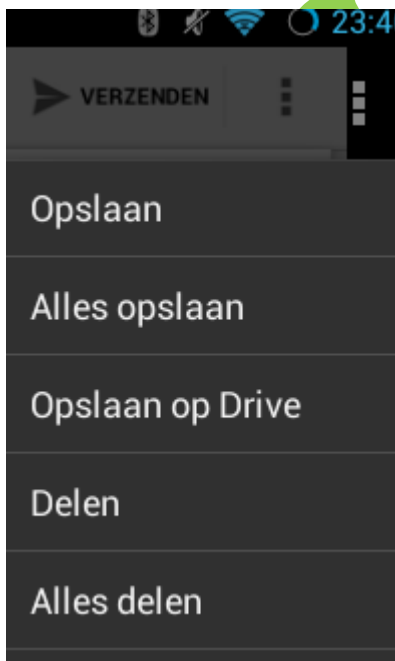 23:4
VERZENDEN
Opslaan
Alles opslaan
Opslaan op Drive
Delen
Alles delen